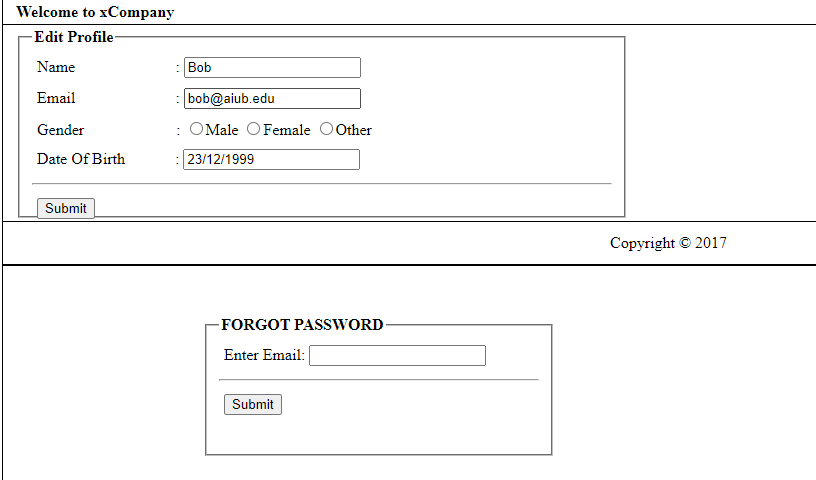 Welcome to xCompany
Edit Profile
Name : Bob
Email : bob@aiub.edu
Gender : Male Female Other
Date Of Birth : 23/12/1999
Submit
Copyright © 2017
FORGOT PASSWORD
Enter Email:
Submit